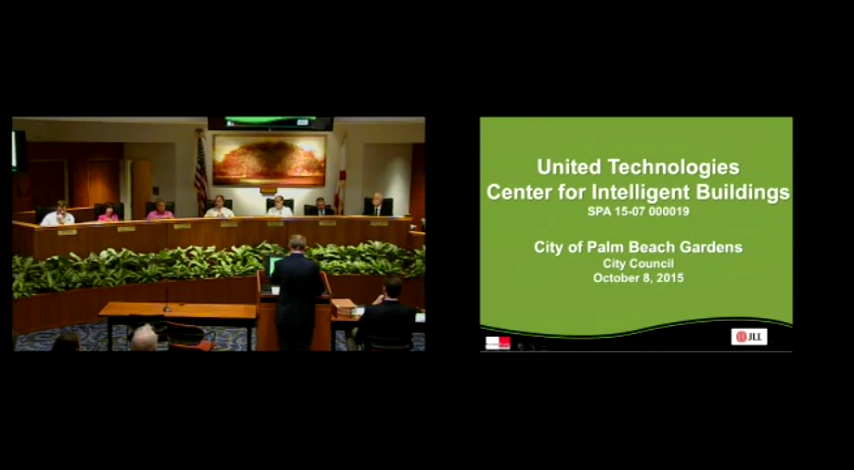 United Technologies
Center for Intelligent Buildings
SPA 15-07 000019
City of Palm Beach Gardens
City Council
October 8, 2015
JLL